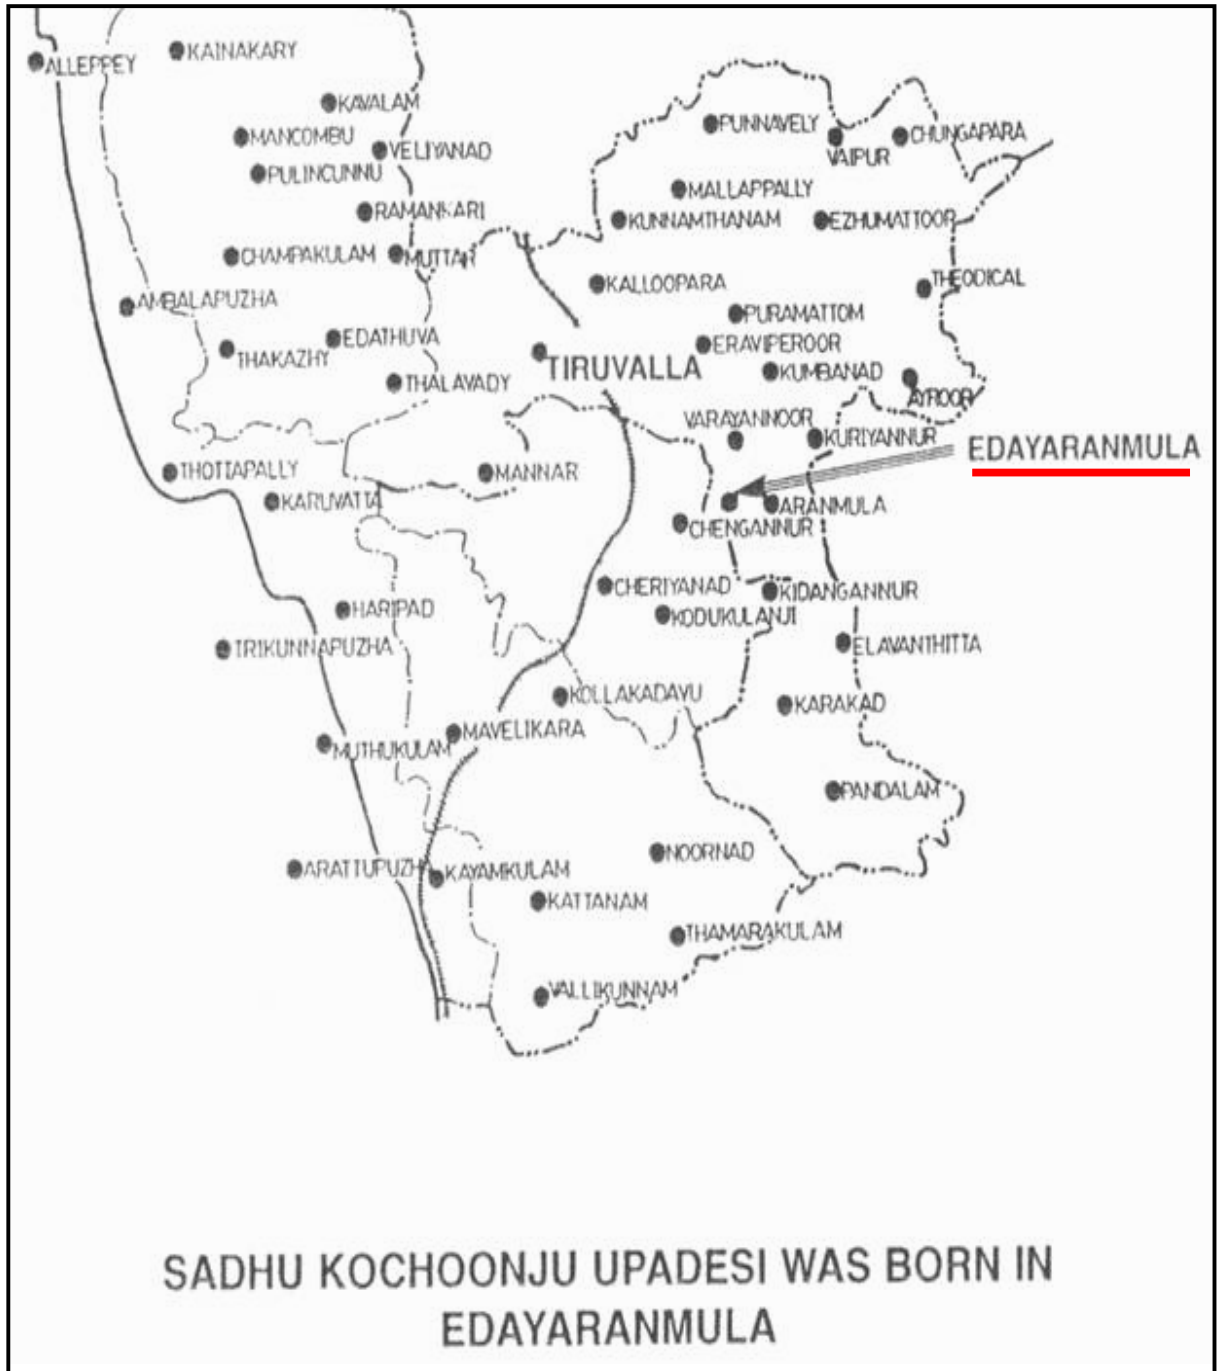 KAINAKARY
ALLEPPEY
KAVALAM
PUNNAVELY
MANCOMBU
CHUNGAPARA
VELIYANAD
VAIPUR
PULINCUNNU
MALLAPPALLY
RAMANKARI
KUNNAMTHANAM
EZHUMATTOOR
CHAMPAKULAM
MUTTAR
KALLOOPARA
THEODICAL
AMBALAPUZHA
PURAMATTOM
EDATHUVA
ERAVIPEROOR
THAKAZHY
TIRUVALLA
KUMBANAD
THALAVADY
AYROOR
VARAYANNOOR
KURIYANNUR
EDAYARANMULA
THOTTAPALLY
MANNAR
KARUVATTA
ARANMULA
CHENGANNUR
CHERIYANAD
KIDANGANNUR
HARIPAD
KODUKULANJI
TRIKUNNAPUZHA
ELAVANTHITTA
KOLLAKADAVU
KARAKAD
MAVELIKARA
MUTHUKULAM
PANDALAM
NOORNAD
ARATTUPUZHA
KAYAMKULAM
KATTANAM
THAMARAKULAM
VALLIKUNNAM
SADHU KOCHOONJU UPADESI WAS BORN IN
EDAYARANMULA